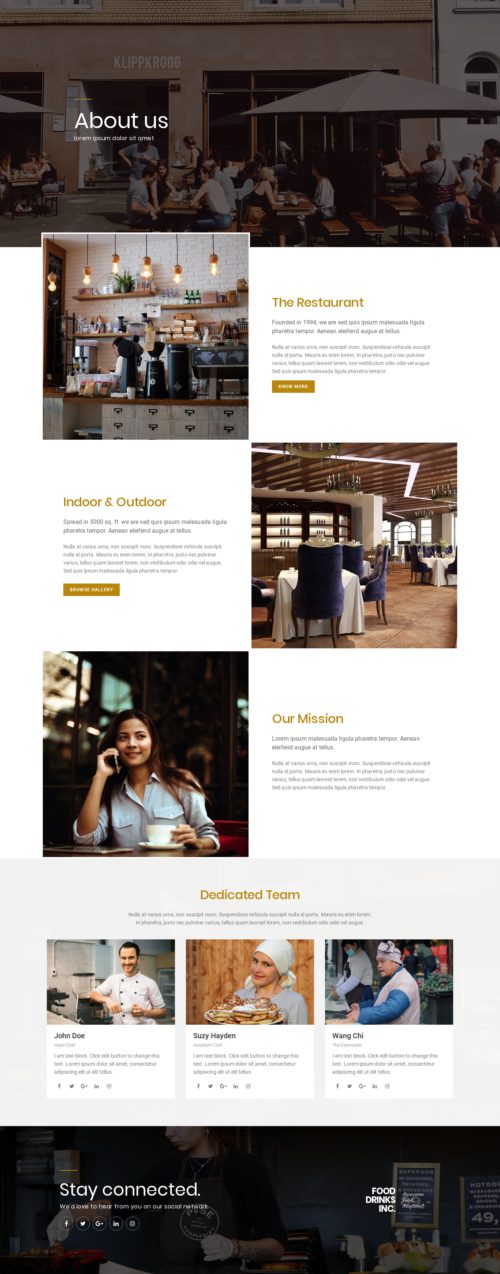 KLIPPKROOG
About us
lorem ipsum dolor sit amet
The Restaurant
Founded in 1994, we are sed quis ipsum malesuada ligula
pharetra tempor. Aenean eleifend augue at tellus.
Nulla at varius urna, non suscipit nunc. Suspendisse vehicula suscipit
nulla id porta. Mauris eu enim lorem. In pharetra, justo nec pulvinar
varius, tellus quam laoreet enim, non vestibulum odio odio vel augue.
Sed quis ipsum malesuada ligula pharetra tempor.
KNOW MORE
Indoor & Outdoor
Spread in 5000 sq. ft. we are sed quis ipsum malesuada ligula
pharetra tempor. Aenean eleifend augue at tellus.
Nulla at varius urna, non suscipit nunc. Suspendisse vehicula suscipit
nulla id porta. Mauris eu enim lorem. In pharetra, justo nec pulvinar
varius, tellus quam laoreet enim, non vestibulum odio odio vel augue.
Sed quis ipsum malesuada ligula pharetra tempor.
BROWSE GALLERY
Our Mission
Lorem ipsum malesuada ligula pharetra tempor. Aenean
eleifend augue at tellus.
Nulla at varius urna, non suscipit nunc. Suspendisse vehicula suscipit
nulla id porta. Mauris eu enim lorem. In pharetra, justo nec pulvinar
varius, tellus quam laoreet enim, non vestibulum odio odio vel augue.
Sed quis ipsum malesuada ligula pharetra tempor.
Dedicated Team
Nulla at varius urna, non suscipit nunc. Suspendisse vehicula suscipit nulla id porta. Mauris eu enim lorem.
In pharetra, justo nec pulvinar varius, tellus quam laoreet enim, non vestibulum odio odio vel augue.
John Doe
Head Chef
I am text block. Click edit button to change this
text. Lorem ipsum dolor sit amet, consectetur
adipiscing elit ut elit tellus.
Suzy Hayden
Assistant Chef
I am text block. Click edit button to change this
text. Lorem ipsum dolor sit amet, consectetur
adipiscing elit ut elit tellus.
Wang Chi
The Keymaster
I am text block. Click edit button to change this
text. Lorem ipsum dolor sit amet, consectetur
adipiscing elit ut elit tellus.
Stay connected.
We'd love to hear from you on our social network
FOOD
DRINKS
INC.
Awesome
Food,
Anytime!
SUPERDOG
HOTDOG
49,